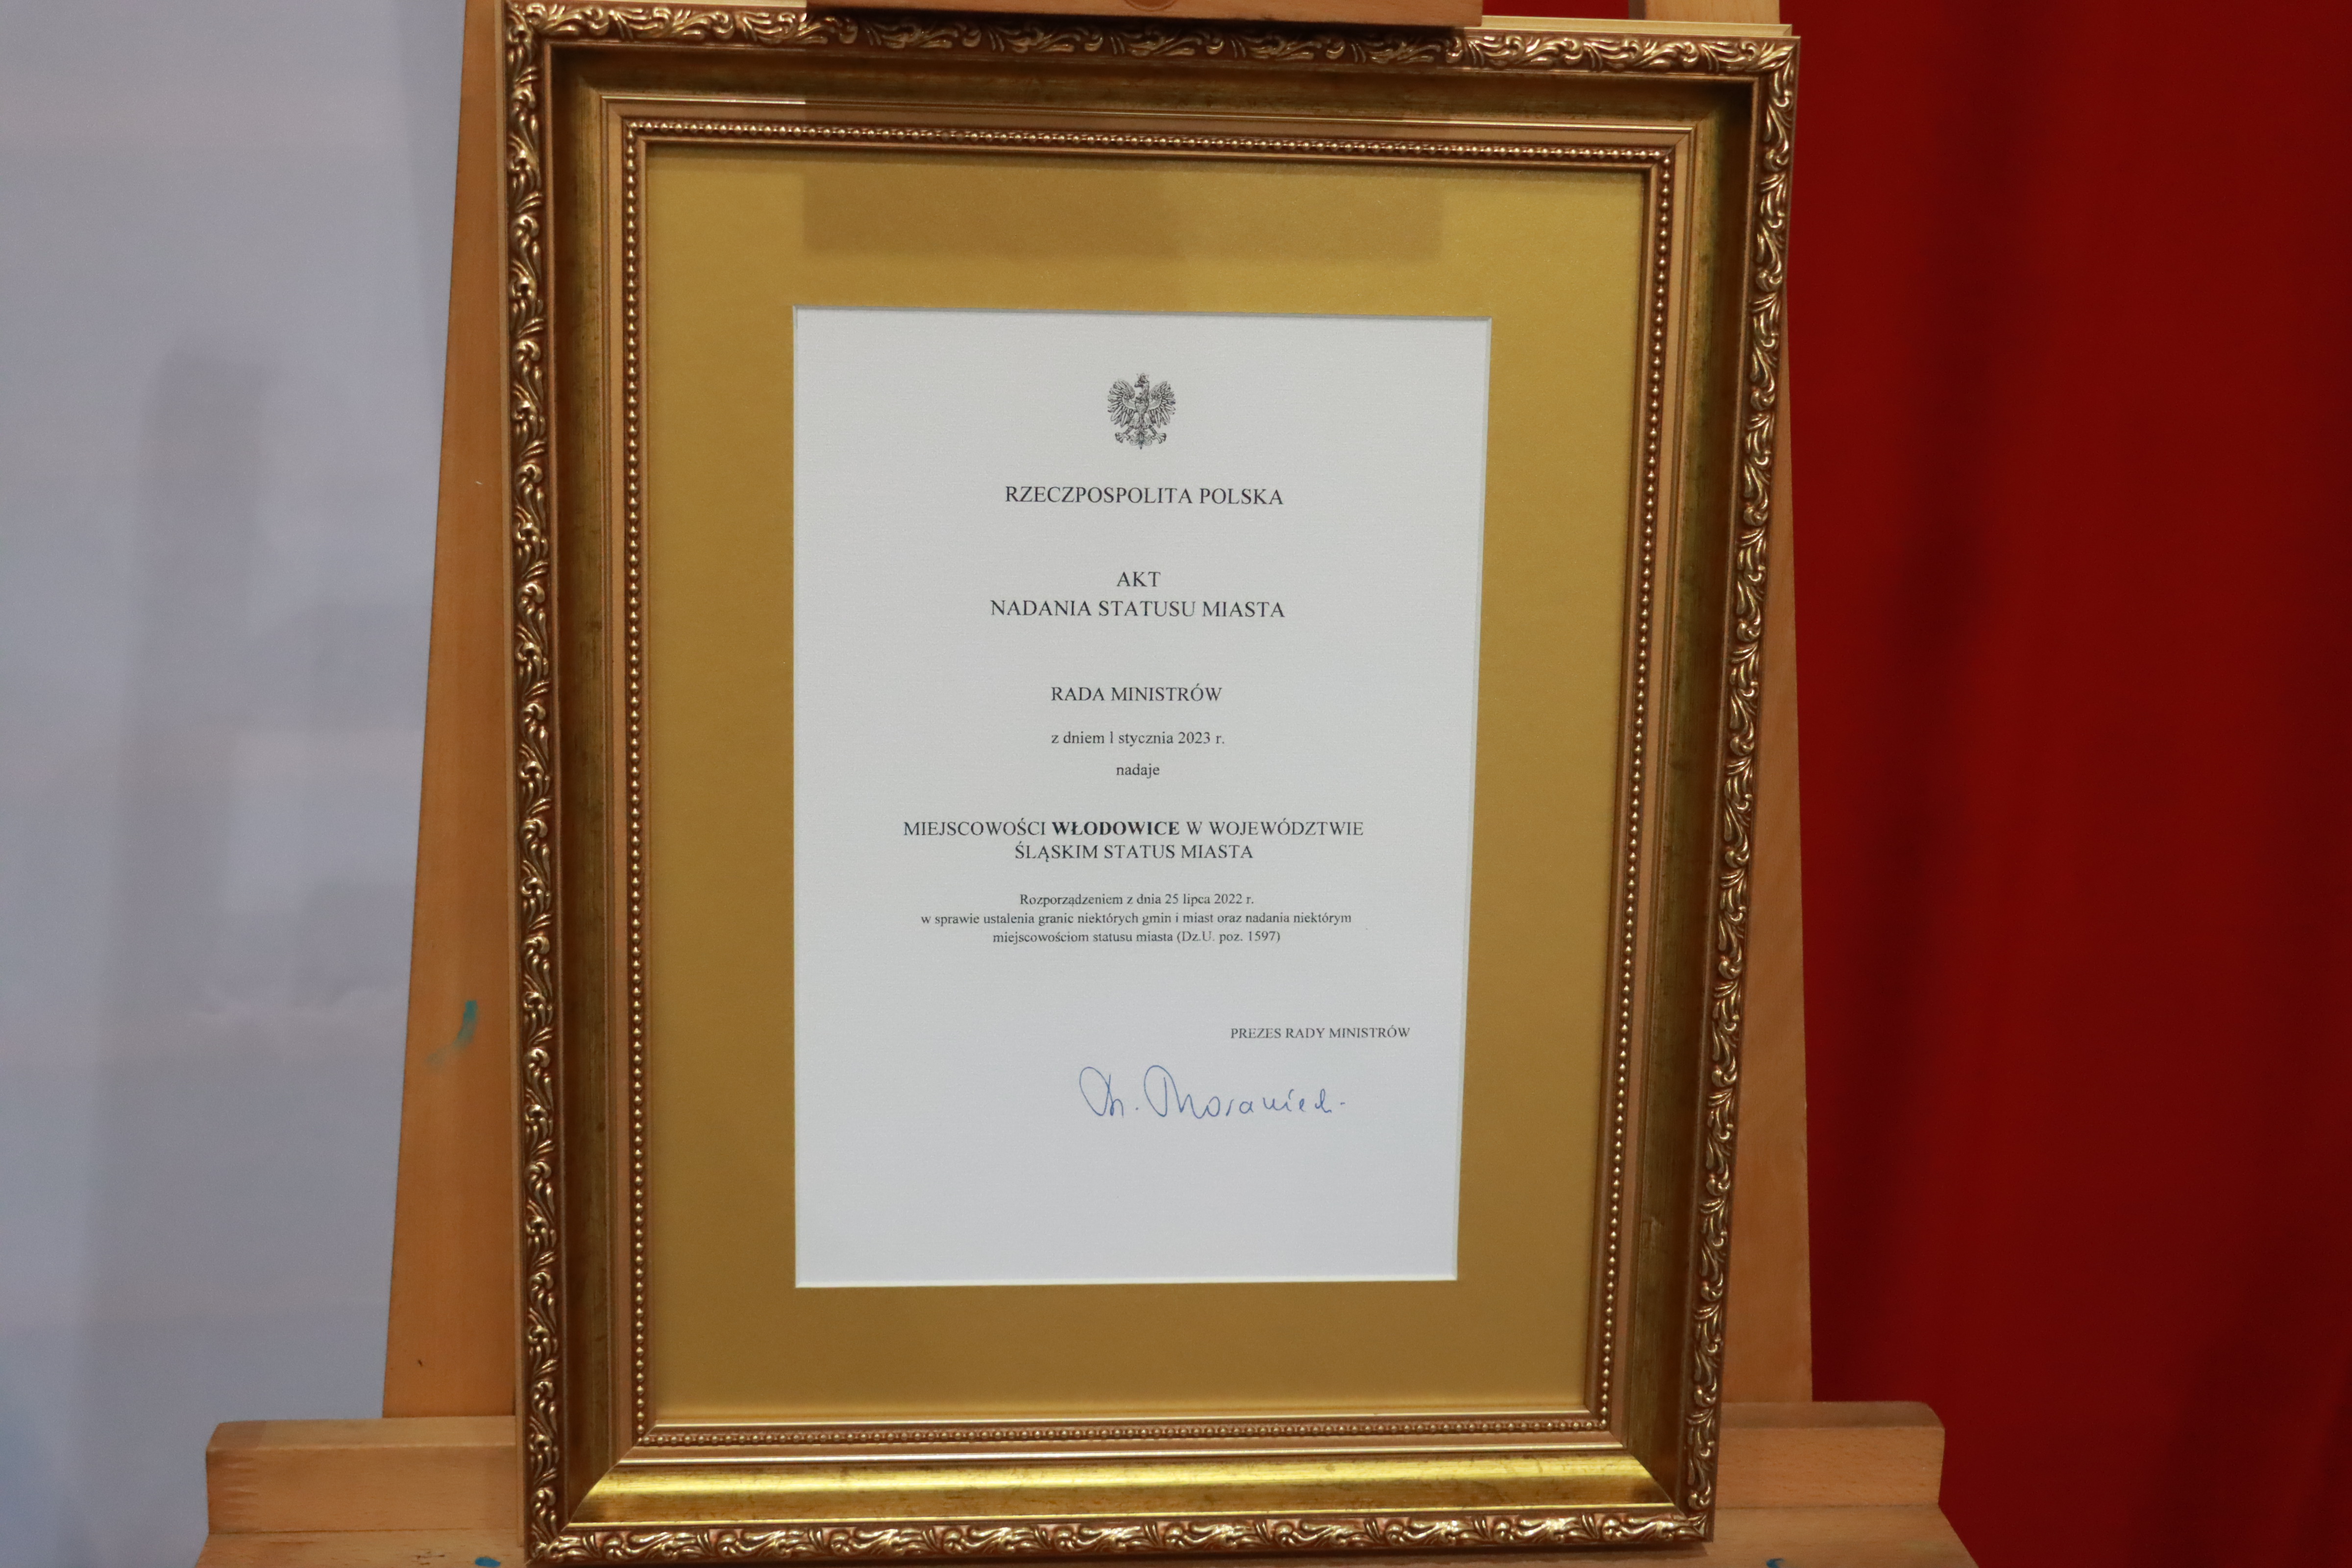 RZECZPOSPOLITA POLSKA
AKT
NADANIA STATUSU MIASTA
RADA MINISTRÓW
z dniem 1 stycznia 2023 r.
nadaje
MIEJSCOWOŚCI WŁODOWICE W WOJEWÓDZTWIE
ŚLĄSKIM STATUS MIASTA
Rozporządzeniem z dnia 25 lipca 2022 r.
w sprawie ustalenia granic niektórych gmin i miast oraz nadania niektórym
miejscowościom statusu miasta (Dz.U. poz. 1597)
PREZES RADY MINISTRÓW